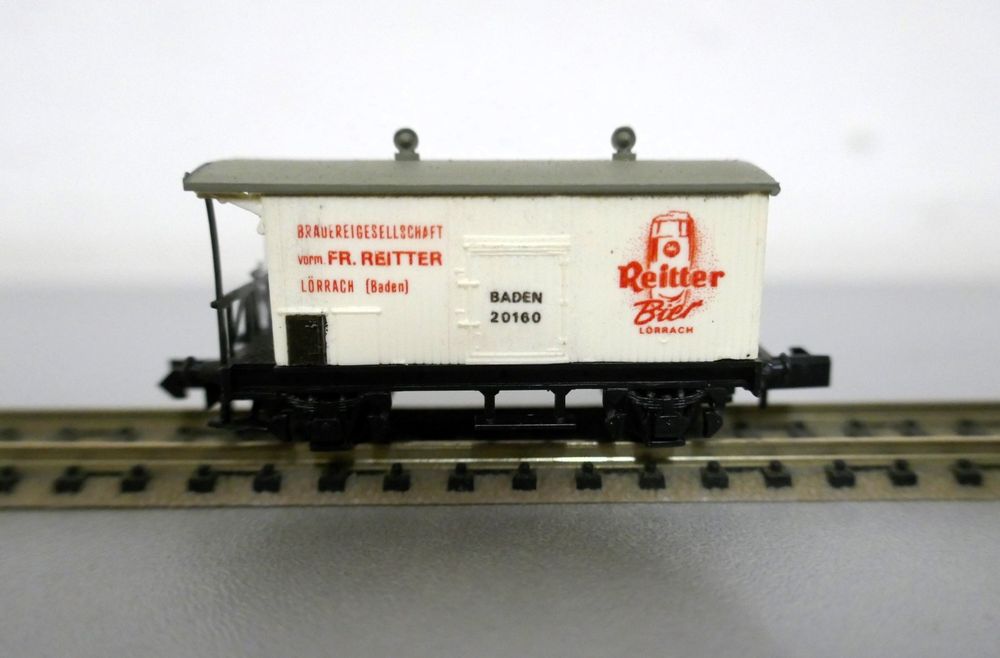 BRAUEREIGESELLSCHAFT
vorm. FR. REITTER
LÖRRACH (Baden)
BADEN
20160
Reitter
Bier
LÖRRACH